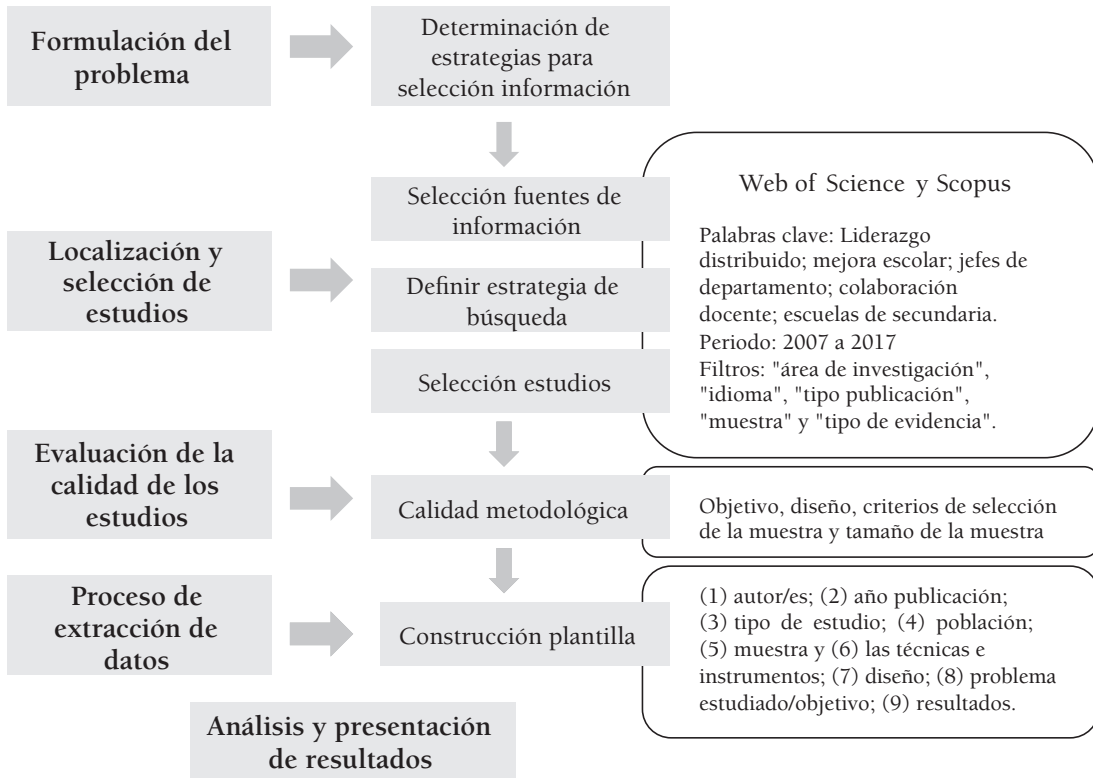 Formulación del
problema
Determinación de
estrategias para
selección información
Selección fuentes de
información
Localización y
selección de
estudios
Definir estrategia de
búsqueda
Selección estudios
Web of Science y Scopus
Palabras clave: Liderazgo
distribuido; mejora escolar; jefes de
departamento; colaboración
docente; escuelas de secundaria.
Periodo: 2007 a 2017
Filtros: "área de investigación",
"idioma", "tipo publicación",
"muestra" y "tipo de evidencia".
Evaluación de la
calidad de los
estudios
Calidad metodológica
Objetivo, diseño, criterios de selección
de la muestra y tamaño de la muestra
Proceso de
extracción de
datos
Construcción plantilla
(1) autor/es; (2) año publicación;
(3) tipo de estudio; (4) población;
(5) muestra y (6) las técnicas e
instrumentos; (7) diseño; (8) problema
estudiado/objetivo; (9) resultados.
Análisis y presentación
de resultados